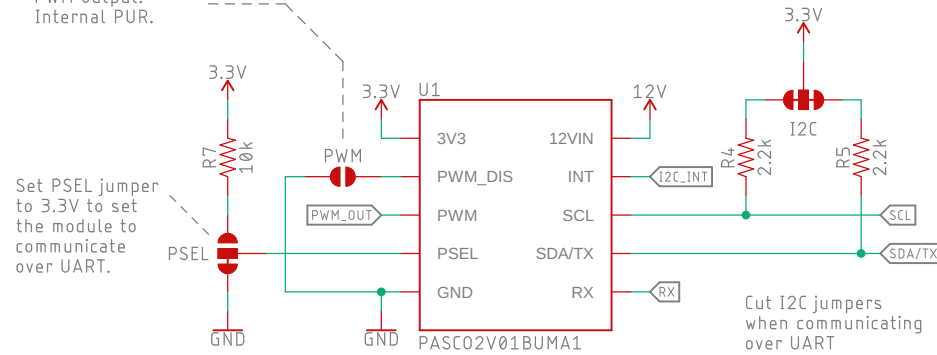 PWM output.
Internal PUR.
3.3V
R7
10k
Set PSEL jumper
to 3.3V to set
the module to
communicate
over UART.
PSEL
GND
3.3V
PWM
PWM_OUT
GND
U1
3V3
PWM_DIS
PWM
PSEL
GND
12VIN
INT
SCL
SDA/TX
RX
PASCO2V01BUMA1
12V
I2C_INT
RX
3.3V
I2C
R4
2.2k
R5
2.2k
SCL
SDA/TX
Cut I2C jumpers
when communicating
over UART